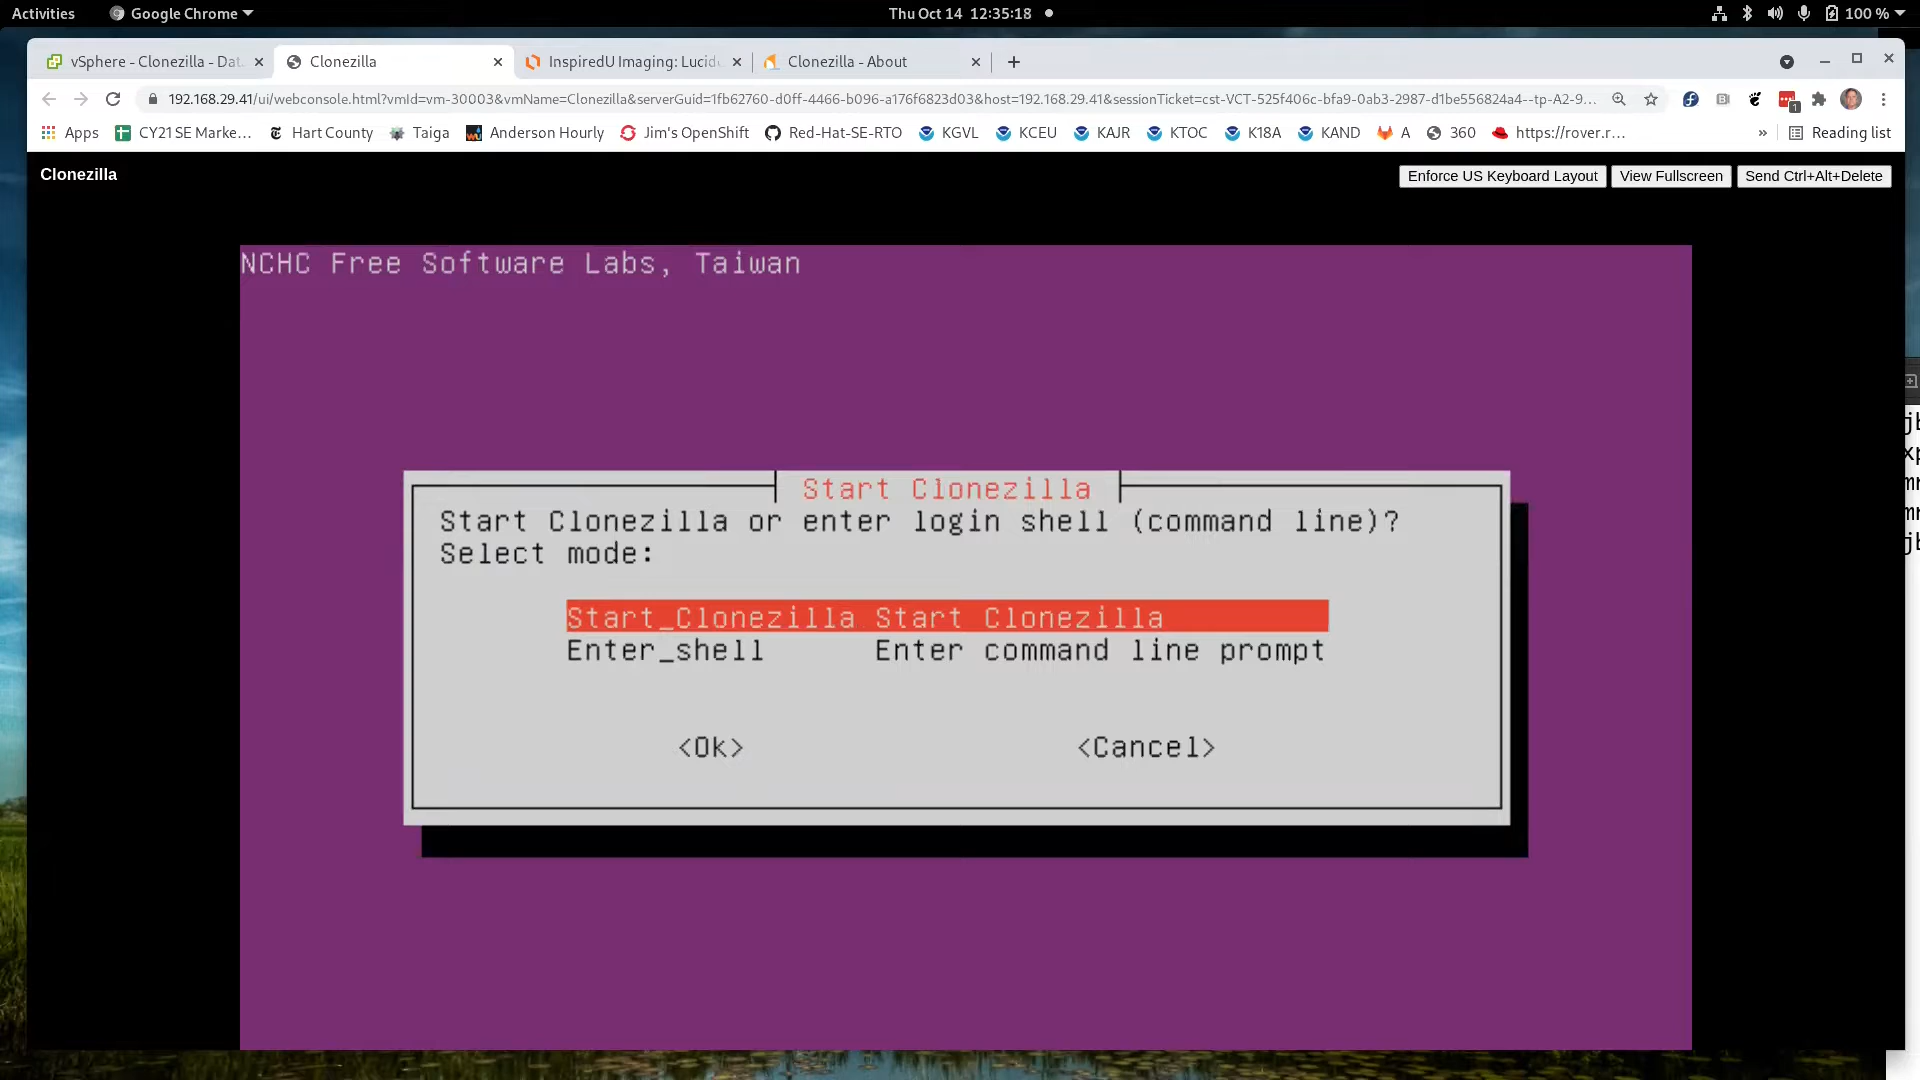 Activities Google Chrome Thu Oct 14 12:35:18 100 %
vSphere - Clonezilla - Dat Clonezilla InspiredU Imaging: Lucid Clonezilla - About
192.168.29.41/ui/webconsole.html?vmId=vm-30003&vmName=Clonezilla&serverGuid=1fb62760-d0ff-4466-b096-a176f6823d03&host=192.168.29.41&sessionTicket=cst-VCT-525f406c-bfa9-0ab3-2987-d1be556824a4--tp-A2-9...
Apps CY21 SE Marke... Hart County Taiga Anderson Hourly Jim's OpenShift Red-Hat-SE-RTO KGVL KCEU KAJR KTOC K18A KAND A 360 https://rover.r... » Reading list
Clonezilla Enforce US Keyboard Layout View Fullscreen Send Ctrl+Alt+Delete
NCHC Free Software Labs, Taiwan
Start Clonezilla
Start Clonezilla or enter login shell (command line)?
Select mode:
Start_Clonezilla Start Clonezilla
Enter_shell Enter command line prompt
<Ok> <Cancel>